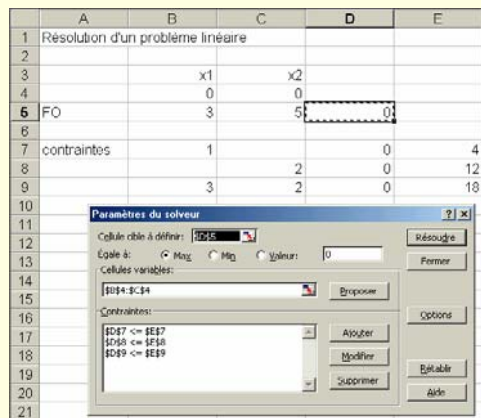 A B C D E
1 Résolution d'un problème linéaire
2
3 x1 x2
4 0 0
5 FO 3 5 0
6
7 contraintes 1 0 4
8 2 0 12
9 3 2 0 18
10
11
12
13
14
15
16
17
18
19
20
21
Paramètres du solveur
Cellule cible à définir: $D$5 Résoudre
Égale à: Max Min Valeur: 0 Fermer
Cellules variables:
$B$4:$C$4 Proposer
Contraintes: Options
$D$7 <= $E$7 Ajouter
$D$8 <= $E$8
$D$9 <= $E$9 Modifier
Rétablir
Supprimer
Aide